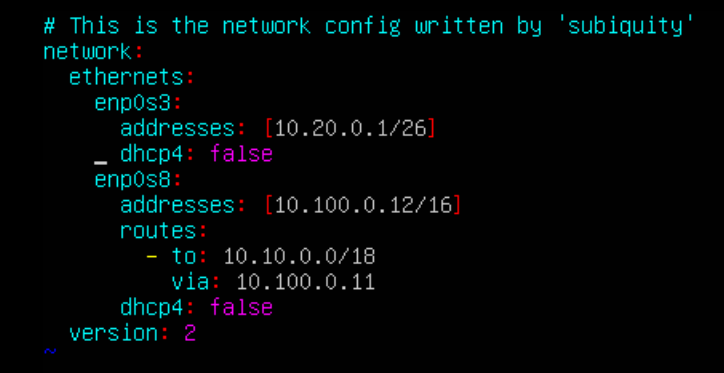 # This is the network config written by 'subiquity'
network:
  ethernets:
    enp0s3:
      addresses: [10.20.0.1/26]
      dhcp4: false
    enp0s8:
      addresses: [10.100.0.12/16]
      routes:
        - to: 10.10.0.0/18
          via: 10.100.0.11
      dhcp4: false
  version: 2
~